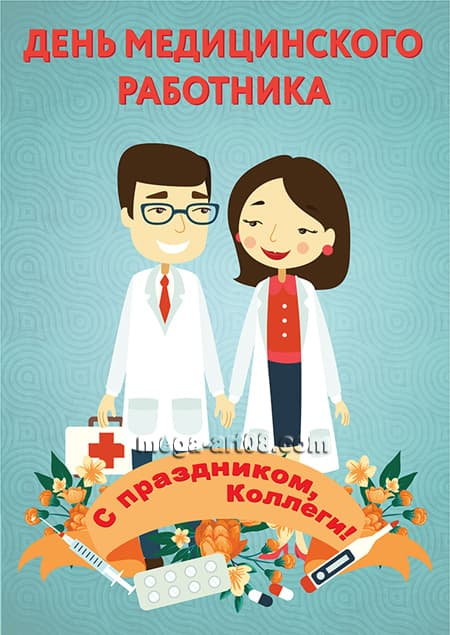 ДЕНЬ МЕДИЦИНСКОГО
РАБОТНИКА
mega-art08.com
С праздником,
Коллеги!